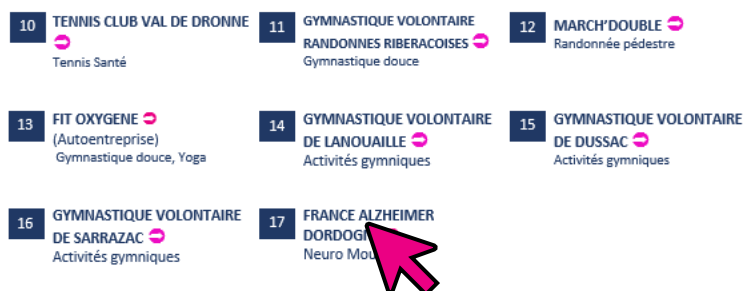 10 TENNIS CLUB VAL DE DRONNE
Tennis Santé
11 GYMNASTIQUE VOLONTAIRE
RANDONNES RIBERACOISES
Gymnastique douce
12 MARCH'DOUBLE
Randonnée pédestre
13 FIT OXYGENE
(Autoentreprise)
Gymnastique douce, Yoga
14 GYMNASTIQUE VOLONTAIRE
DE LANOUAILLE
Activités gymniques
15 GYMNASTIQUE VOLONTAIRE
DE DUSSAC
Activités gymniques
16 GYMNASTIQUE VOLONTAIRE
DE SARRAZAC
Activités gymniques
17 FRANCE ALZHEIMER
Neuro